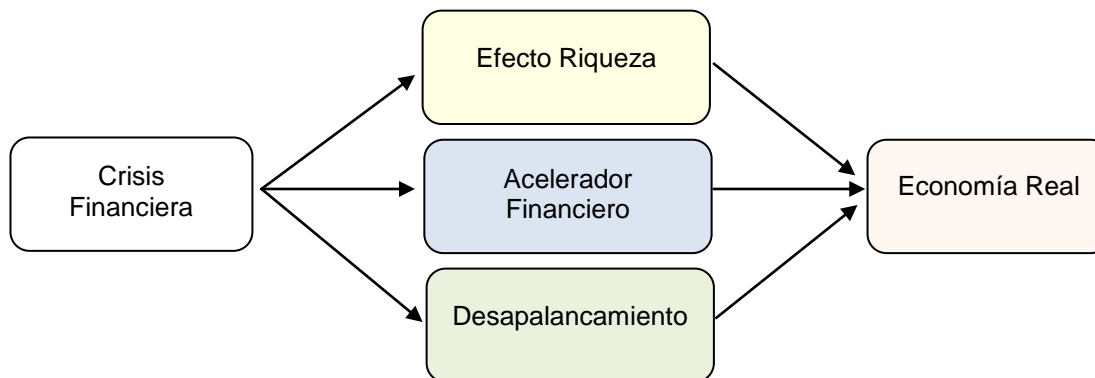 Efecto Riqueza
Crisis
Financiera
Acelerador
Financiero
Economía Real
Desapalancamiento